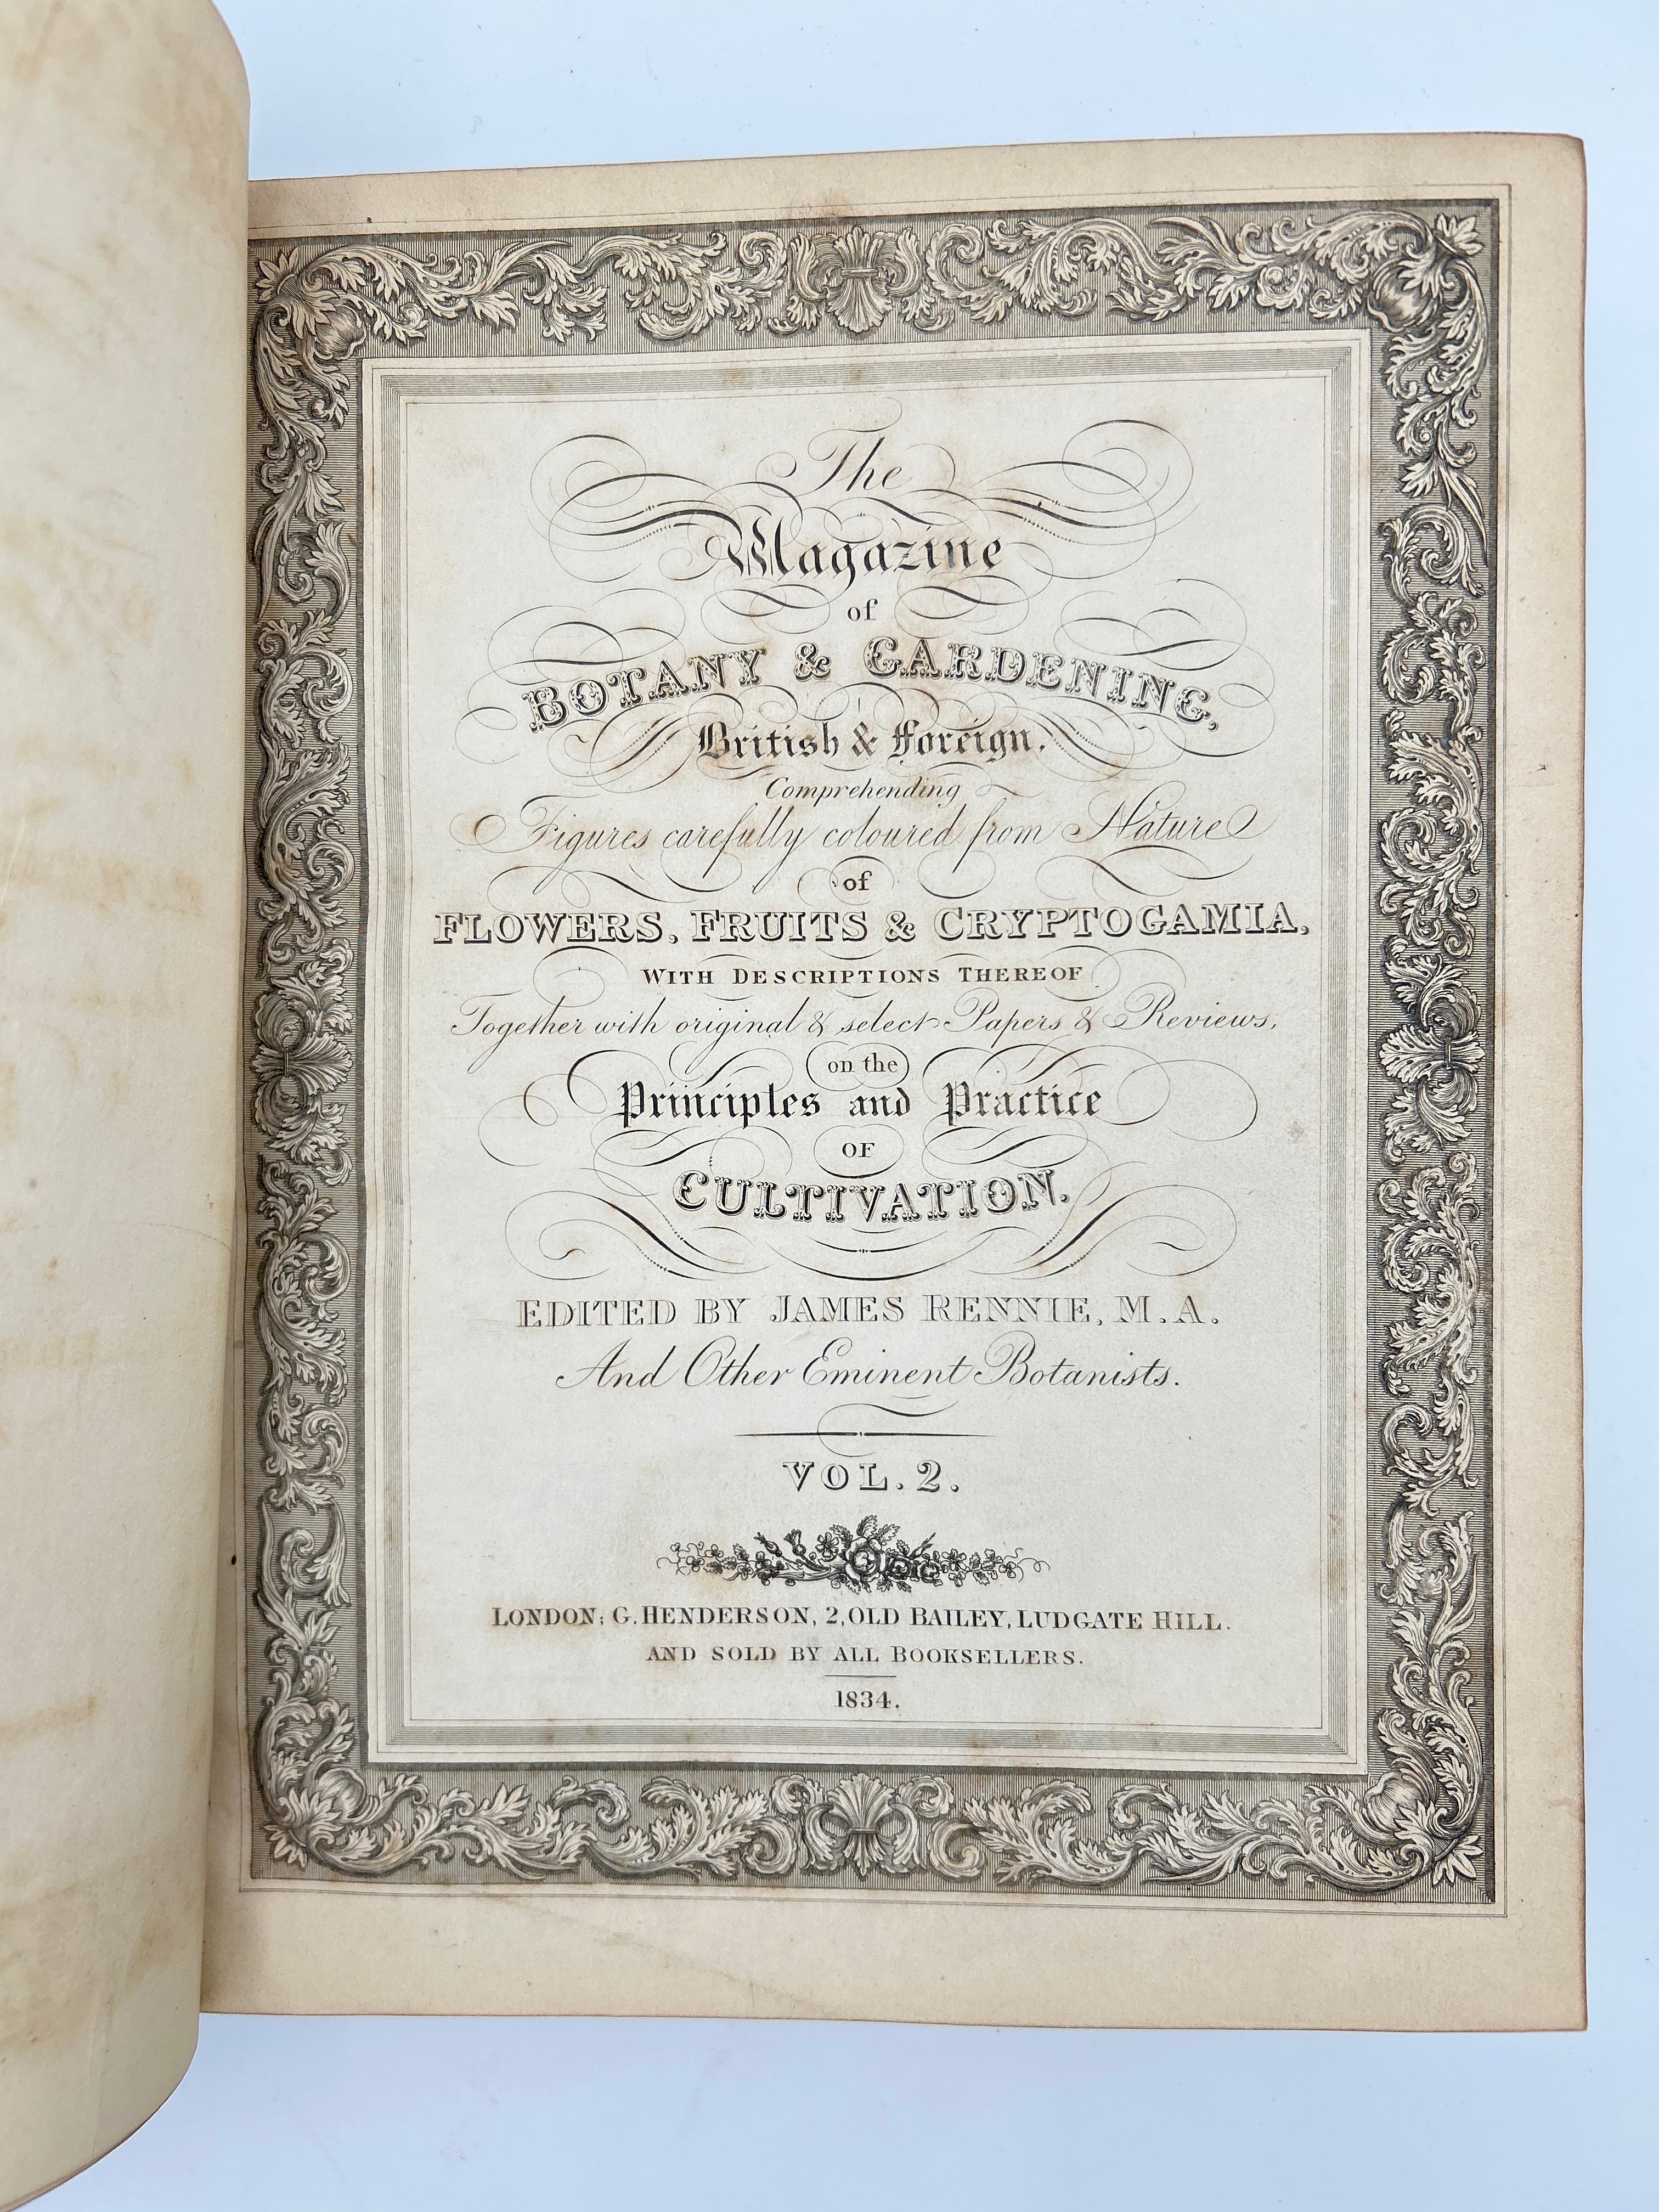 The
Magazine
of
BOTANY & GARDENING,
British & Foreign.
Comprehending
Figures carefully coloured from Nature
of
FLOWERS, FRUITS & CRYPTOGAMIA,
WITH DESCRIPTIONS THEREOF
Together with original & select Papers & Reviews,
on the
Principles and Practice
OF
CULTIVATION.
EDITED BY JAMES RENNIE, M.A.
And Other Eminent Botanists.
VOL. 2.
LONDON; G. HENDERSON, 2, OLD BAILEY, LUDGATE HILL.
AND SOLD BY ALL BOOKSELLERS.
1834.